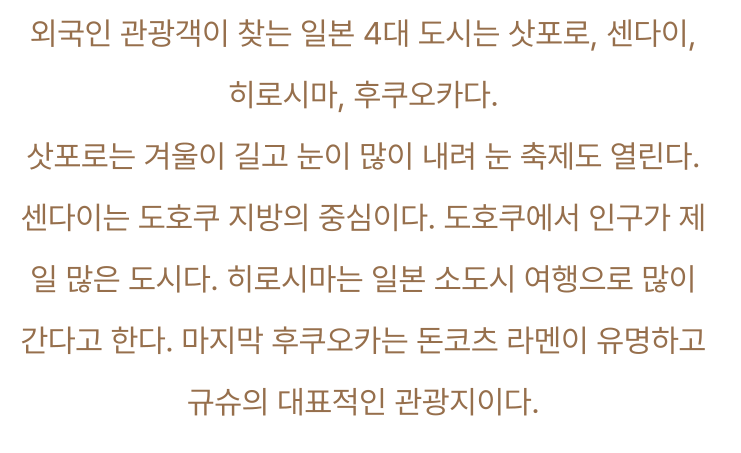 외국인 관광객이 찾는 일본 4대 도시는 삿포로, 센다이,
히로시마, 후쿠오카다.
삿포로는 겨울이 길고 눈이 많이 내려 눈 축제도 열린다.
센다이는 도호쿠 지방의 중심이다. 도호쿠에서 인구가 제
일 많은 도시다. 히로시마는 일본 소도시 여행으로 많이
간다고 한다. 마지막 후쿠오카는 돈코츠 라멘이 유명하고
규슈의 대표적인 관광지이다.